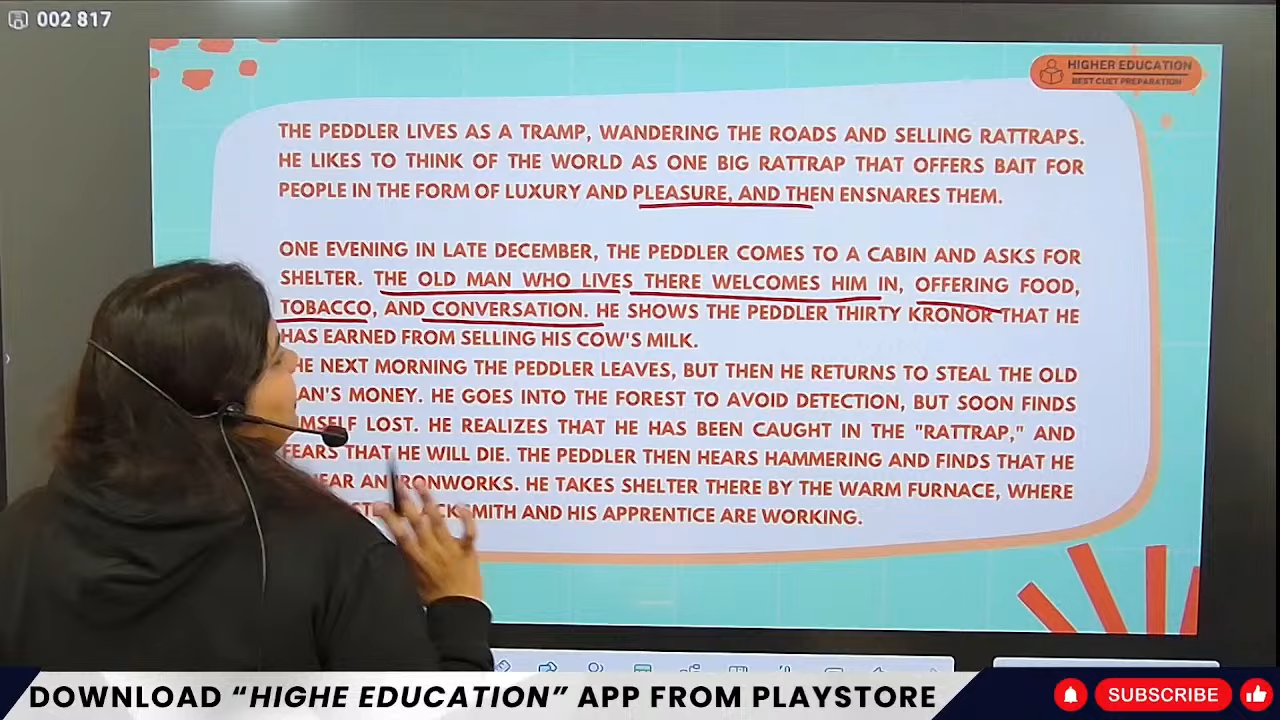 002 817
HIGHER EDUCATION
BEST CUET PREPARATION
THE PEDDLER LIVES AS A TRAMP, WANDERING THE ROADS AND SELLING RATTRAPS.
HE LIKES TO THINK OF THE WORLD AS ONE BIG RATTRAP THAT OFFERS BAIT FOR
PEOPLE IN THE FORM OF LUXURY AND PLEASURE, AND THEN ENSNARES THEM.
ONE EVENING IN LATE DECEMBER, THE PEDDLER COMES TO A CABIN AND ASKS FOR
SHELTER. THE OLD MAN WHO LIVES THERE WELCOMES HIM IN, OFFERING FOOD,
TOBACCO, AND CONVERSATION. HE SHOWS THE PEDDLER THIRTY KRONOR THAT HE
HAS EARNED FROM SELLING HIS COW'S MILK.
HE NEXT MORNING THE PEDDLER LEAVES, BUT THEN HE RETURNS TO STEAL THE OLD
AN'S MONEY. HE GOES INTO THE FOREST TO AVOID DETECTION, BUT SOON FINDS
MSELF LOST. HE REALIZES THAT HE HAS BEEN CAUGHT IN THE "RATTRAP," AND
FEARS THAT HE WILL DIE. THE PEDDLER THEN HEARS HAMMERING AND FINDS THAT HE
NEAR AN IRONWORKS. HE TAKES SHELTER THERE BY THE WARM FURNACE, WHERE
AND HIS APPRENTICE ARE WORKING.
DOWNLOAD “HIGHE EDUCATION” APP FROM PLAYSTORE
SUBSCRIBE